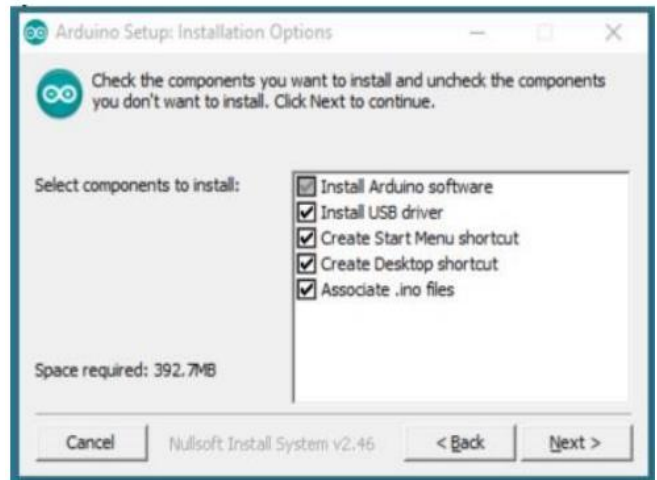 Arduino Setup: Installation Options
Check the components you want to install and uncheck the components
you don't want to install. Click Next to continue.
Select components to install:
Install Arduino software
Install USB driver
Create Start Menu shortcut
Create Desktop shortcut
Associate .ino files
Space required: 392.7MB
Cancel
Nullsoft Install System v2.46
< Back
Next >